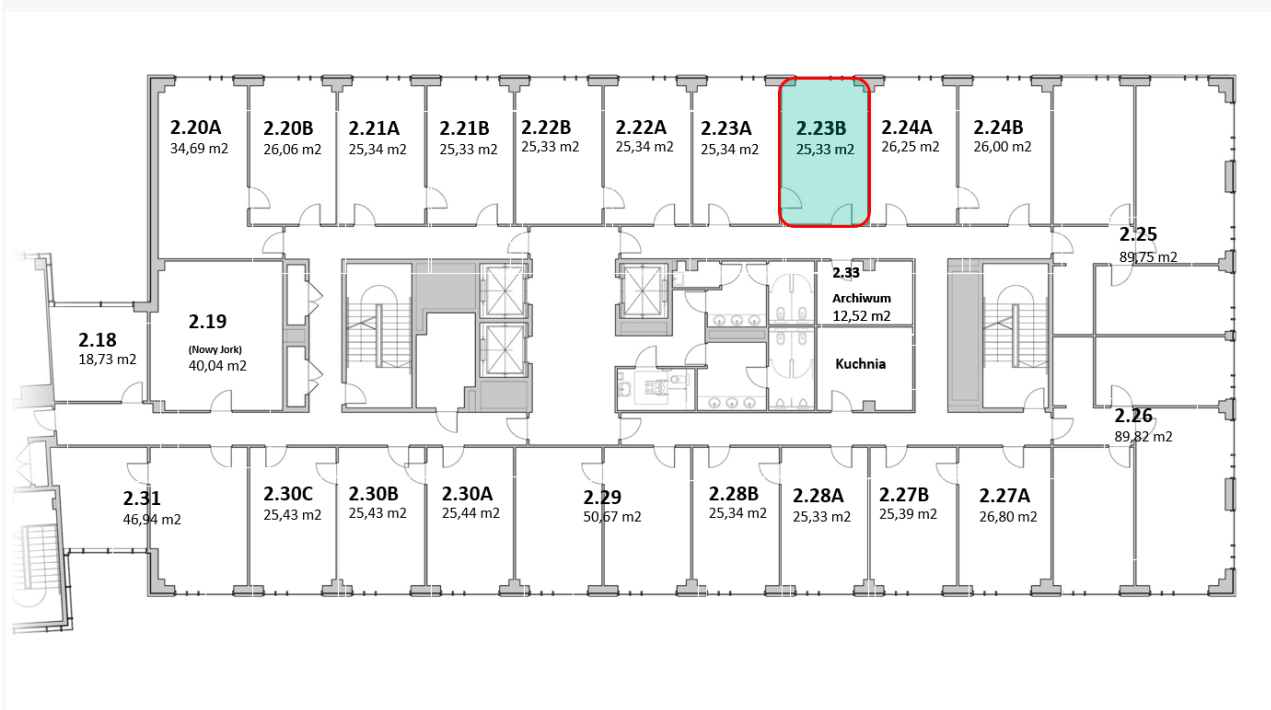 2.20A
34,69 m2
2.20B
26,06 m2
2.21A
25,34 m2
2.21B
25,33 m2
2.22B
25,33 m2
2.22A
25,34 m2
2.23A
25,34 m2
2.23B
25,33 m2
2.24A
26,25 m2
2.24B
26,00 m2
2.25
89,75 m2
2.18
18,73 m2
2.19
(Nowy Jork)
40,04 m2
2.33
Archiwum
12,52 m2
Kuchnia
2.26
89,82 m2
2.31
46,94 m2
2.30C
25,43 m2
2.30B
25,43 m2
2.30A
25,44 m2
2.29
50,67 m2
2.28B
25,34 m2
2.28A
25,33 m2
2.27B
25,39 m2
2.27A
26,80 m2